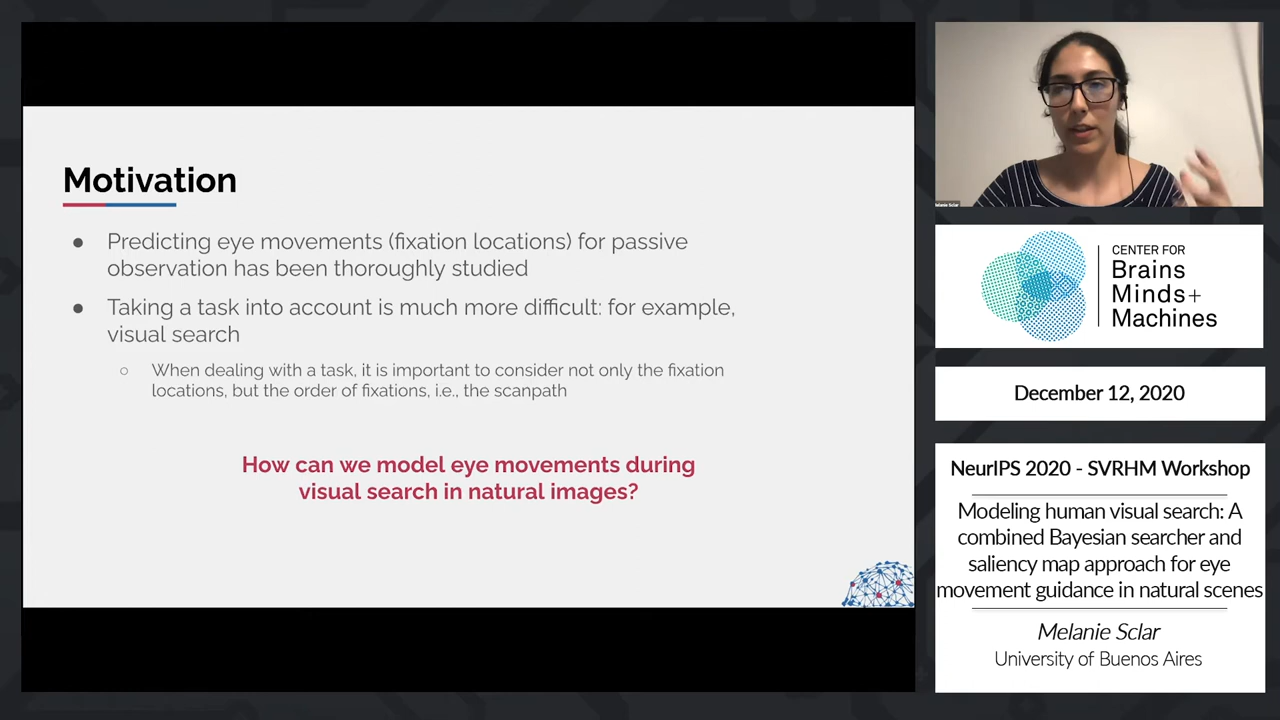 Motivation
● Predicting eye movements (fixation locations) for passive
observation has been thoroughly studied
● Taking a task into account is much more difficult: for example,
visual search
○ When dealing with a task, it is important to consider not only the fixation
locations, but the order of fixations, i.e., the scanpath
How can we model eye movements during
visual search in natural images?
Melanie Sclar
CENTER FOR
Brains
Minds+
Machines
December 12, 2020
NeurIPS 2020 - SVRHM Workshop
Modeling human visual search: A
combined Bayesian searcher and
saliency map approach for eye
movement guidance in natural scenes
Melanie Sclar
University of Buenos Aires